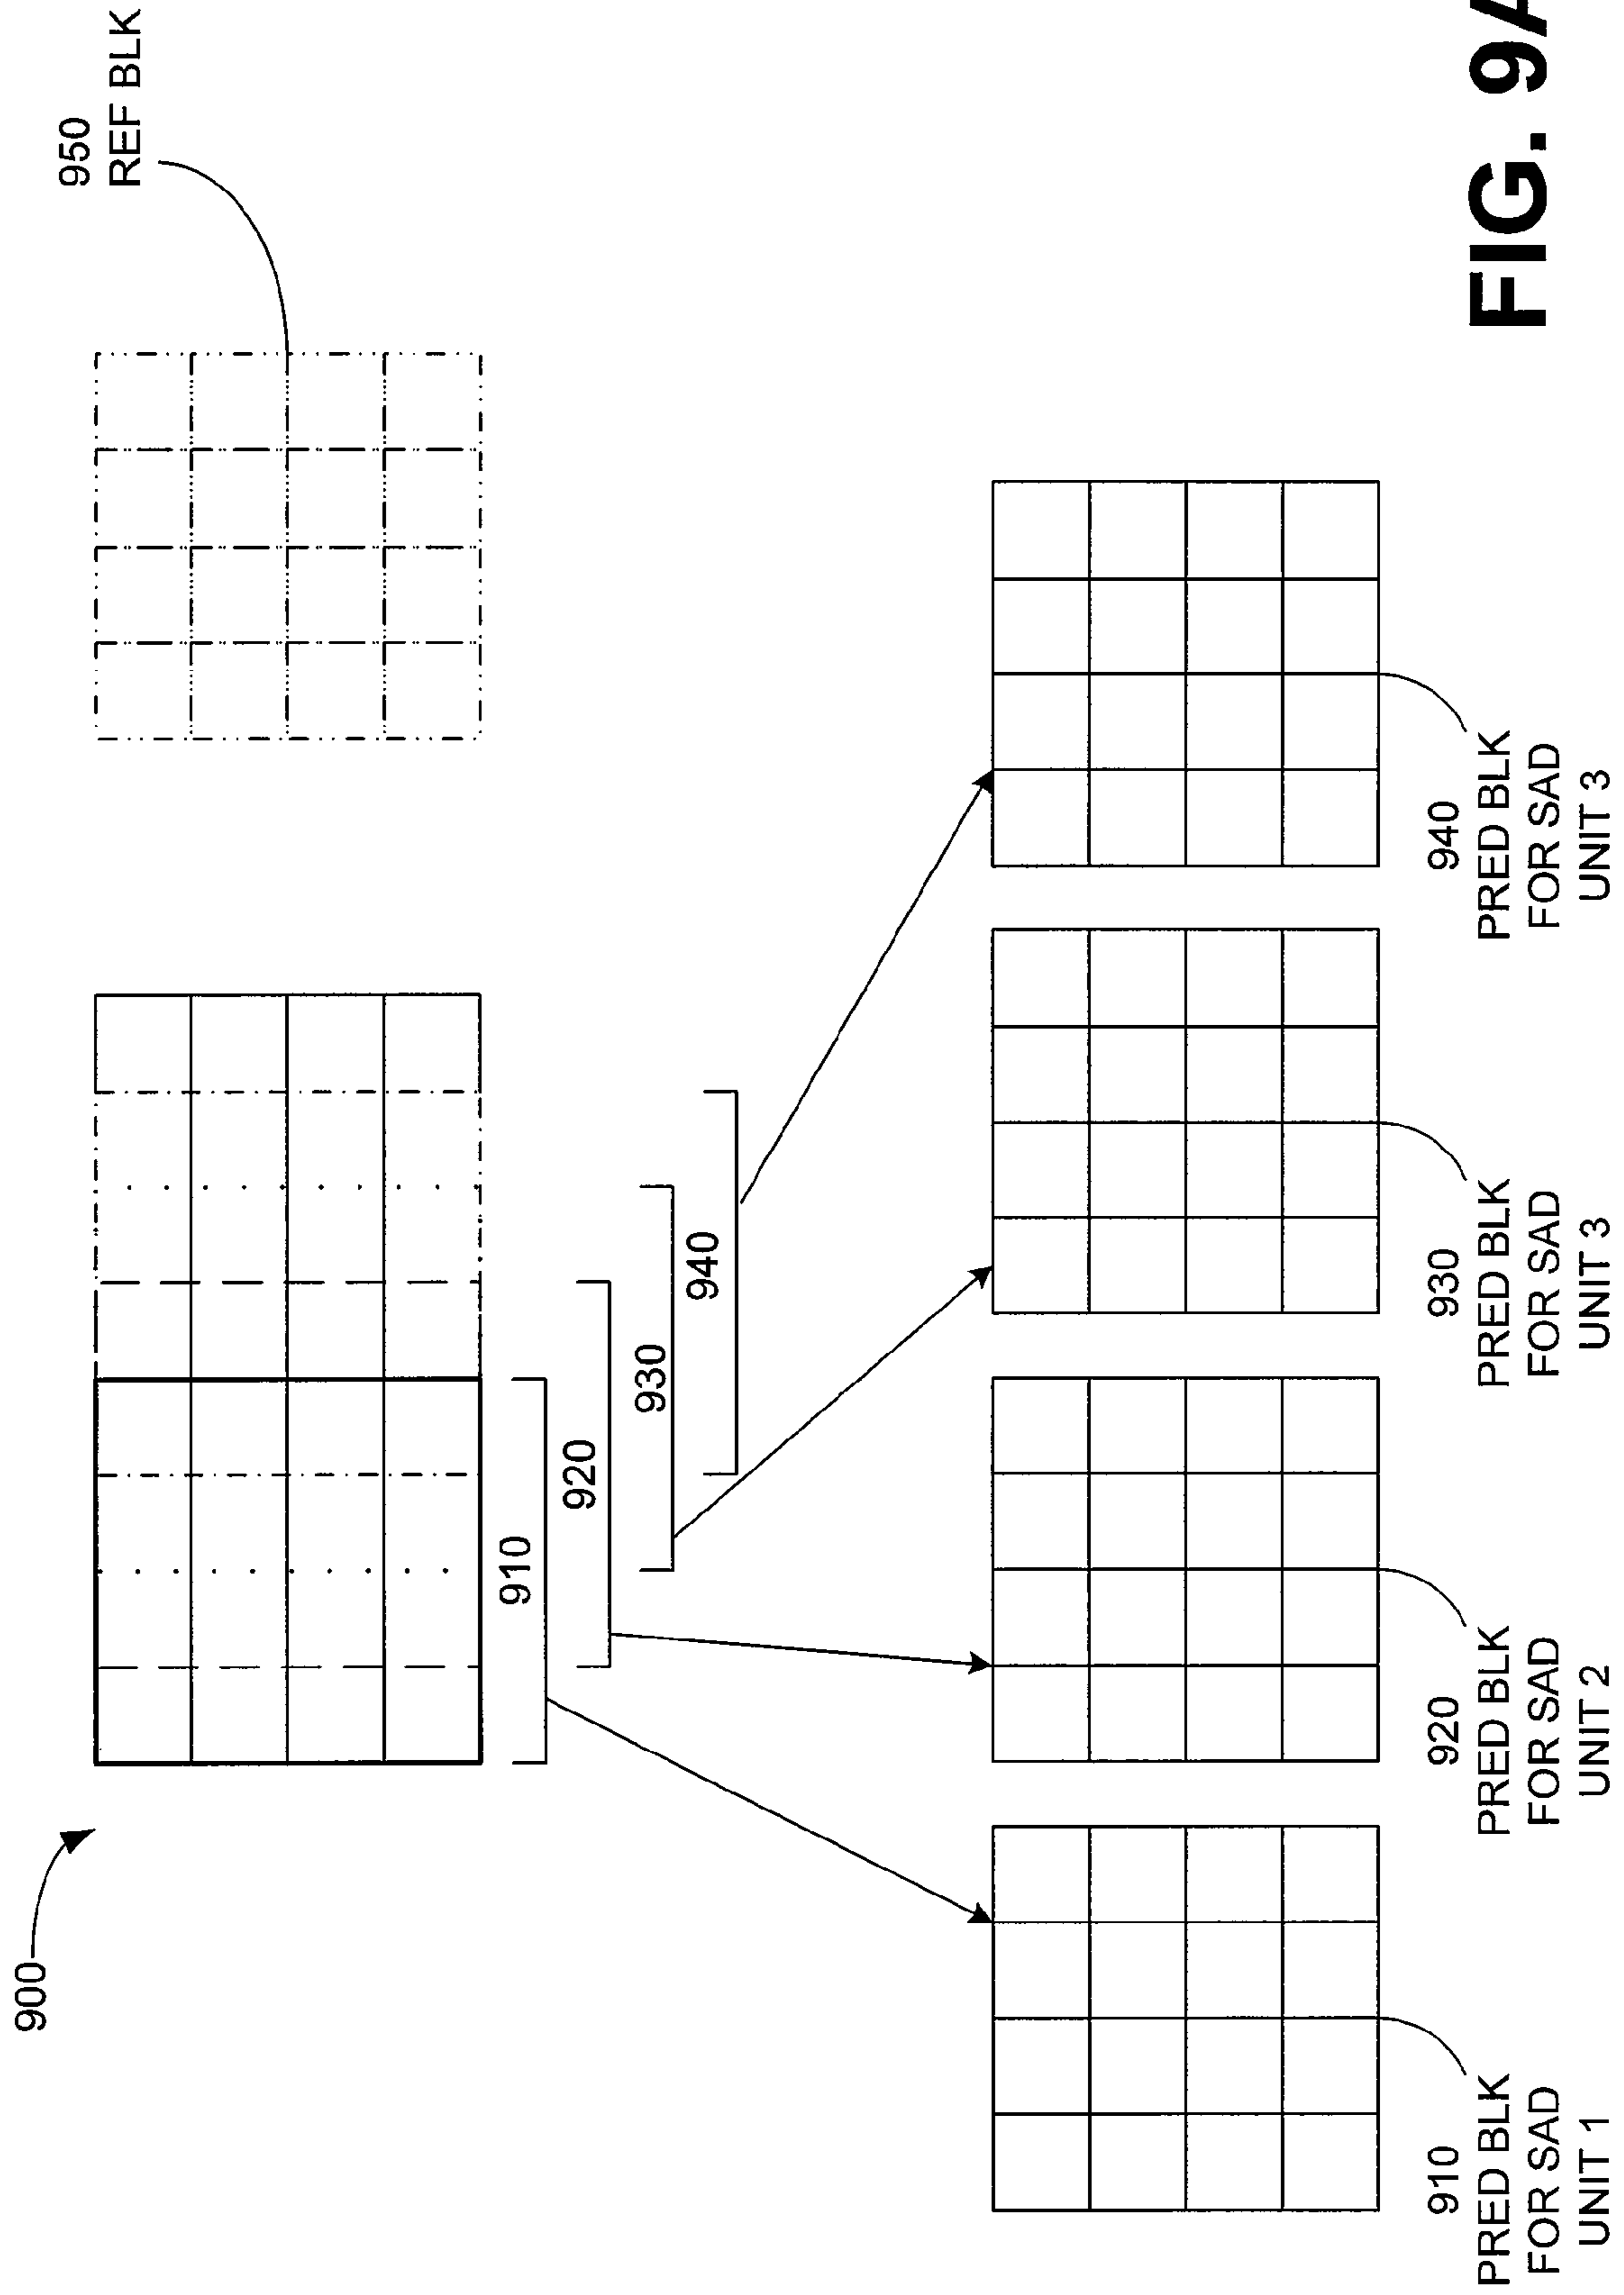 900
950
REF BLK
910
920
930
940
910
PRED BLK
FOR SAD
UNIT 1
920
PRED BLK
FOR SAD
UNIT 2
930
PRED BLK
FOR SAD
UNIT 3
940
PRED BLK
FOR SAD
UNIT 3
FIG. 9A